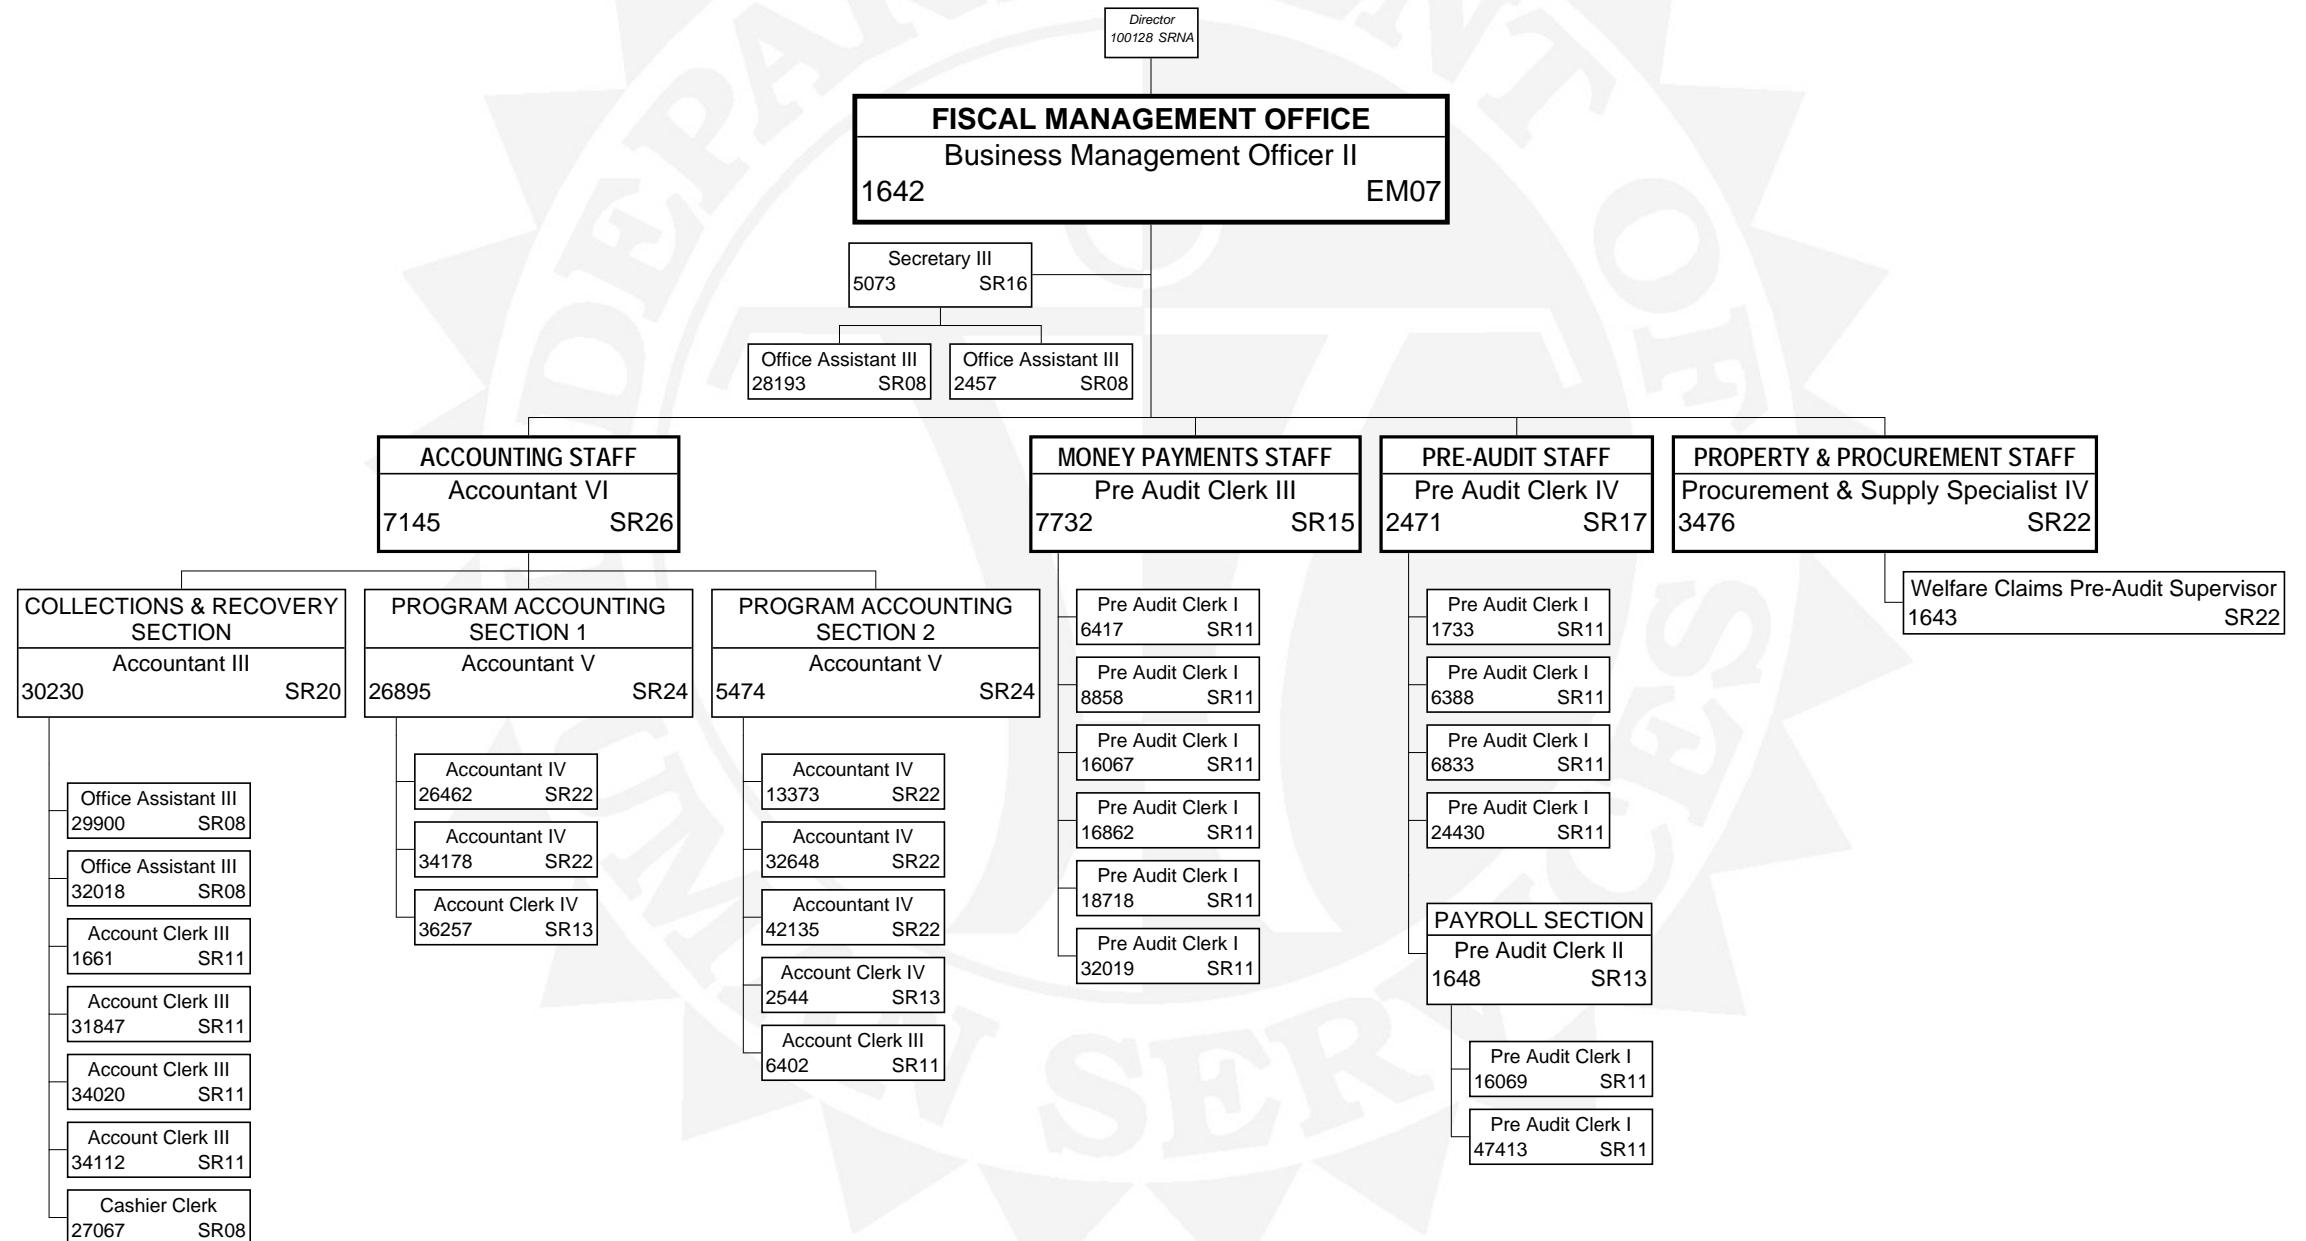 Director
100128 SRNA
FISCAL MANAGEMENT OFFICE
Business Management Officer II
1642 EM07
Secretary III
5073 SR16
Office Assistant III
28193 SR08
Office Assistant III
2457 SR08
ACCOUNTING STAFF
Accountant VI
7145 SR26
MONEY PAYMENTS STAFF
Pre Audit Clerk III
7732 SR15
PRE-AUDIT STAFF
Pre Audit Clerk IV
2471 SR17
PROPERTY & PROCUREMENT STAFF
Procurement & Supply Specialist IV
3476 SR22
COLLECTIONS & RECOVERY
SECTION
Accountant III
30230 SR20
Office Assistant III
29900 SR08
Office Assistant III
32018 SR08
Account Clerk III
1661 SR11
Account Clerk III
31847 SR11
Account Clerk III
34020 SR11
Account Clerk III
34112 SR11
Cashier Clerk
27067 SR08
PROGRAM ACCOUNTING
SECTION 1
Accountant V
26895 SR24
Accountant IV
26462 SR22
Accountant IV
34178 SR22
Account Clerk IV
36257 SR13
PROGRAM ACCOUNTING
SECTION 2
Accountant V
5474 SR24
Accountant IV
13373 SR22
Accountant IV
32648 SR22
Accountant IV
42135 SR22
Account Clerk IV
2544 SR13
Account Clerk III
6402 SR11
Pre Audit Clerk I
6417 SR11
Pre Audit Clerk I
8858 SR11
Pre Audit Clerk I
16067 SR11
Pre Audit Clerk I
16862 SR11
Pre Audit Clerk I
18718 SR11
Pre Audit Clerk I
32019 SR11
Pre Audit Clerk I
1733 SR11
Pre Audit Clerk I
6388 SR11
Pre Audit Clerk I
6833 SR11
Pre Audit Clerk I
24430 SR11
PAYROLL SECTION
Pre Audit Clerk II
1648 SR13
Pre Audit Clerk I
16069 SR11
Pre Audit Clerk I
47413 SR11
Welfare Claims Pre-Audit Supervisor
1643 SR22